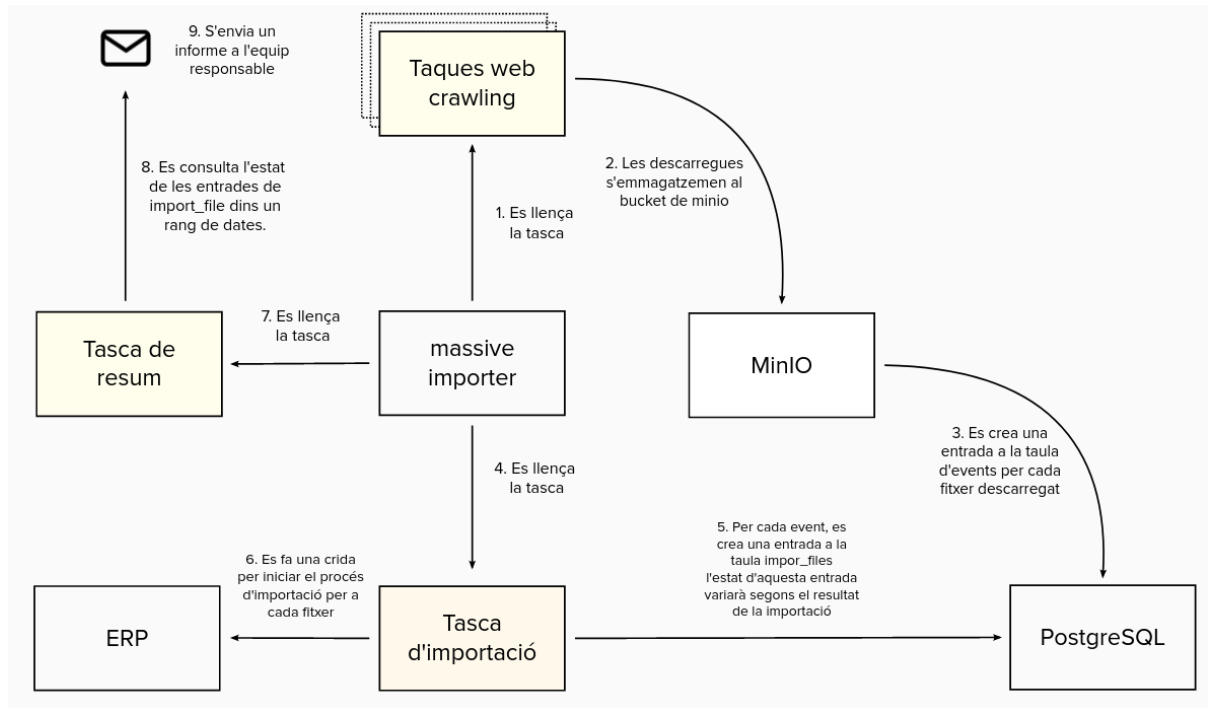 9. S'envia un
informe a l'equip
responsable
Taques web
crawling
8. Es consulta l'estat
de les entrades de
import_file dins un
rang de dates.
1. Es llença
la tasca
2. Les descarregues
s'emmagatzemen al
bucket de minio
7. Es llença
la tasca
Tasca de
resum
massive
importer
MinIO
3. Es crea una
entrada a la taula
d'events per cada
fitxer descarregat
4. Es llença
la tasca
5. Per cada event, es
crea una entrada a la
taula impor_files
l'estat d'aquesta entrada
variarà segons el resultat
de la importació
6. Es fa una crida
per iniciar el procés
d'importació per a
cada fitxer
ERP
Tasca
d'importació
PostgreSQL